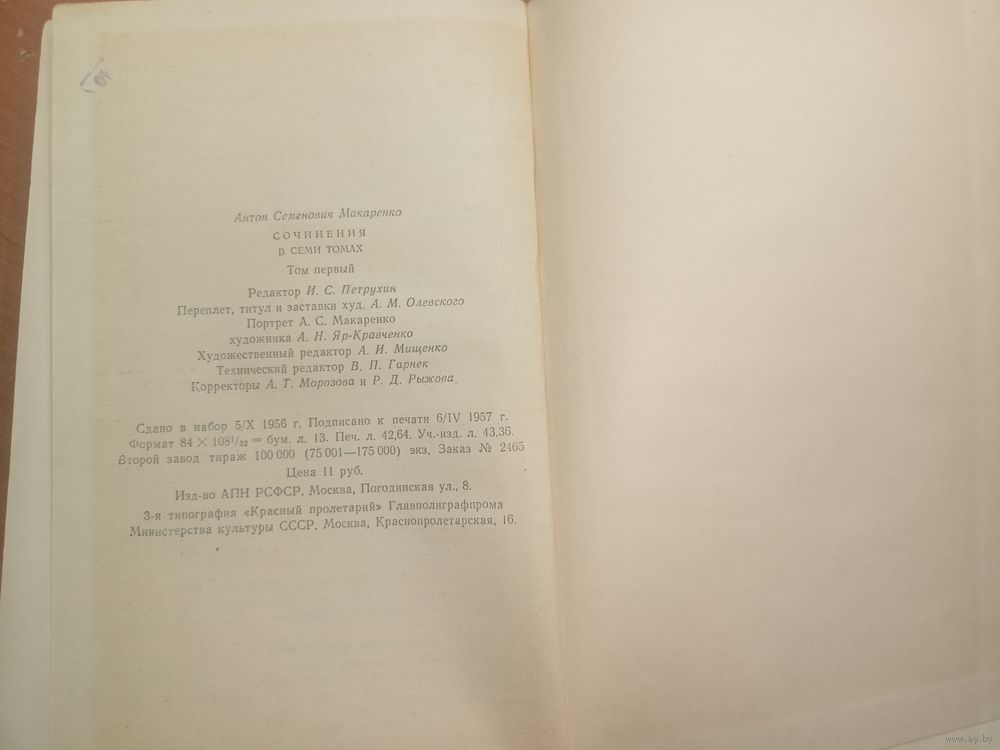 Антон Семенович Макаренко
СОЧИНЕНИЯ
В СЕМИ ТОМАХ
Том первый
Редактор И. С. Петрухин
Переплет, титул и заставки худ. А. М. Олевского
Портрет А. С. Макаренко
художника А. Н. Яр-Кравченко
Художественный редактор А. И. Мищенко
Технический редактор В. П. Гарнек
Корректоры А. Т. Морозова и Р. Д. Рыжова
Сдано в набор 5/X 1956 г. Подписано к печати 6/IV 1957 г.
Формат 84 × 108¹/₃₂ = бум. л. 13. Печ. л. 42,64. Уч.-изд. л. 43,36.
Второй завод тираж 100 000 (75 001—175 000) экз. Заказ № 2465
Цена 11 руб.
Изд-во АПН РСФСР. Москва, Погодинская ул., 8.
3-я типография «Красный пролетарий» Главполиграфпрома
Министерства культуры СССР. Москва, Краснопролетарская, 16.
www.ay.by